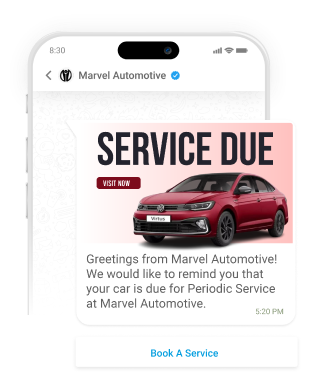 8:30
Marvel Automotive
SERVICE DUE
VISIT NOW
Virtus
Greetings from Marvel Automotive!
We would like to remind you that
your car is due for Periodic Service
at Marvel Automotive.
5:20 PM
Book A Service